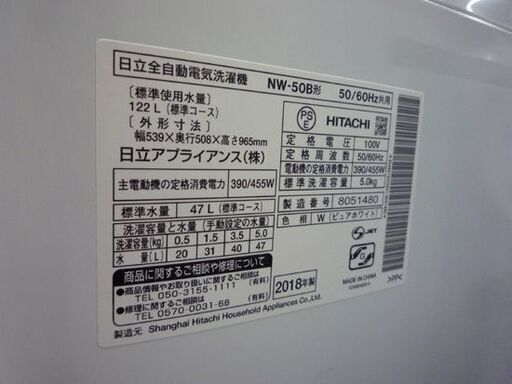 日立全自動電気洗濯機 NW-50B形 50/60Hz共用
〔標準使用水量〕
122L (標準コース)
〔外形寸法〕
幅539×奥行508×高さ965mm
日立アプライアンス(株)
主電動機の定格消費電力 390/455W
標準水量 47L (標準コース)
洗濯容量と水量 (手動設定の水量)
洗濯容量(kg) 0.5 1.5 3.5 5.0
水量(L) 20 31 40 47
商品に関するご相談や修理について
●商品情報やお取り扱いに関するご相談
TEL 050-3155-1111 (有料)
●修理に関するご相談
TEL 0570-0031-68 (有料)
製造元 Shanghai Hitachi Household Appliances Co.,Ltd.
2018年製
PS
E
HITACHI
定格電圧 100V
定格周波数 50/60Hz
電動機の定格消費電力 390/455W
標準洗濯容量 5.0kg
製造番号 8051480
色相 W (ピュアホワイト)
S-JET
MADE IN CHINA
>PP<